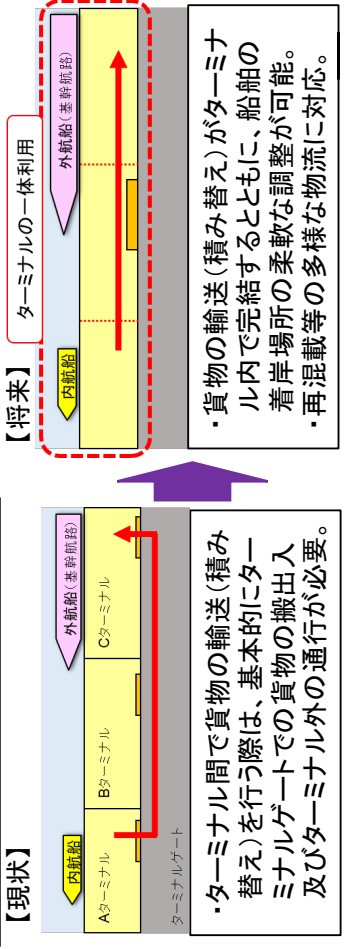 【現状】
内航船
外航船（基幹航路）
Aターミナル
Bターミナル
Cターミナル
ターミナルゲート
・ターミナル間で貨物の輸送（積み
替え）を行う際は、基本的にター
ミナルゲートでの貨物の搬出入
及びターミナル外の通行が必要。
【将来】
ターミナルの一体利用
内航船
外航船（基幹航路）
・貨物の輸送（積み替え）がターミナ
ル内で完結するとともに、船舶の
着岸場所の柔軟な調整が可能。
・再混載等の多様な物流に対応。